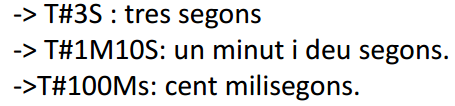 -> T#3S : tres segons
-> T#1M10S: un minut i deu segons.
->T#100Ms: cent milisegons.